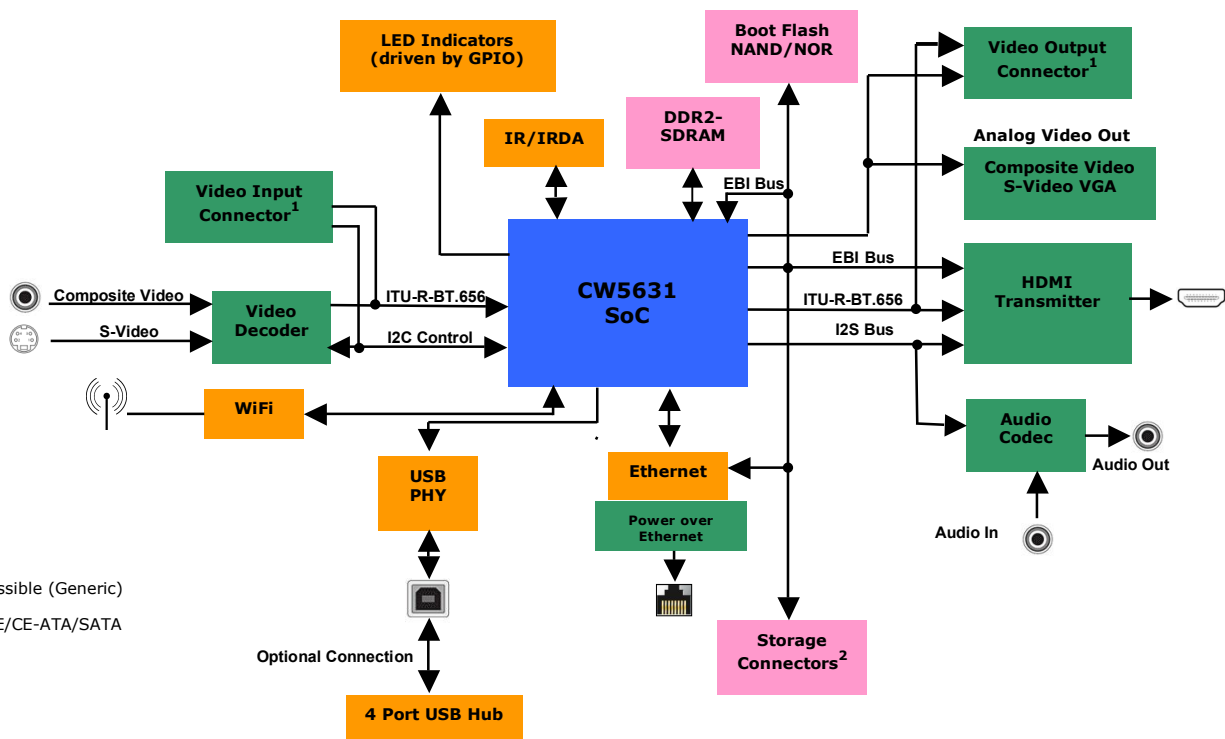 LED Indicators
(driven by GPIO)
Boot Flash
NAND/NOR
Video Output
Connector1
IR/IRDA
DDR2-
SDRAM
Analog Video Out
Composite Video
S-Video VGA
Video Input
Connector1
EBI Bus
CW5631
SoC
EBI Bus
HDMI
Transmitter
Composite Video
S-Video
Video
Decoder
ITU-R-BT.656
I2C Control
ITU-R-BT.656
I2S Bus
WiFi
Audio
Codec
Audio Out
Audio In
USB
PHY
Ethernet
Power over
Ethernet
ssible (Generic)
E/CE-ATA/SATA
Storage
Connectors2
Optional Connection
4 Port USB Hub